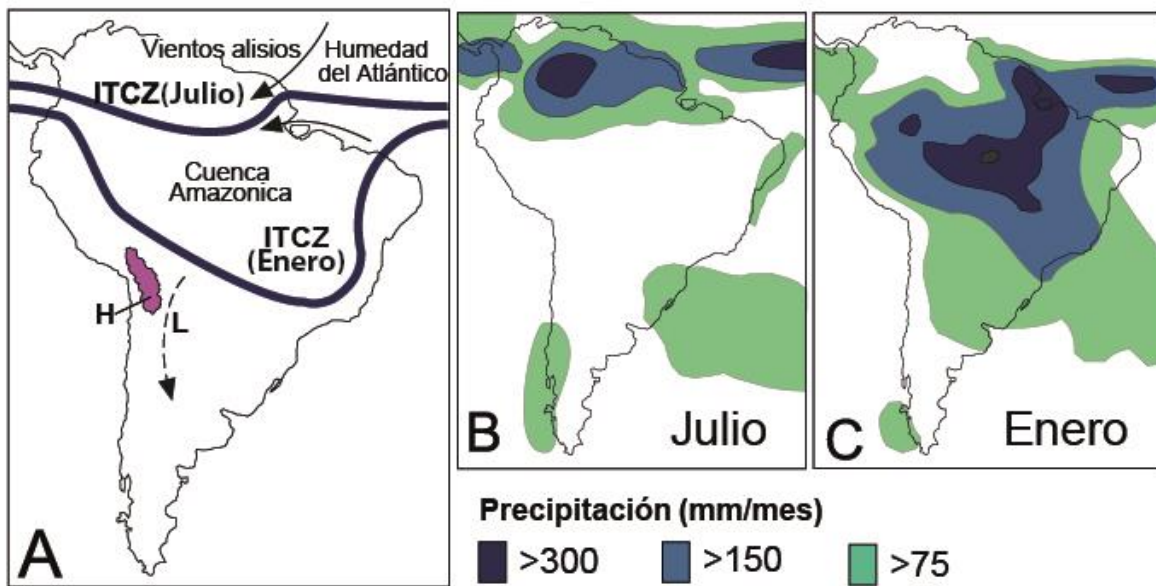 Vientos alisios
Humedad
del Atlántico
ITCZ(Julio)
Cuenca
Amazonica
ITCZ
(Enero)
H
L
A
B
Julio
C
Enero
Precipitación (mm/mes)
>300
>150
>75